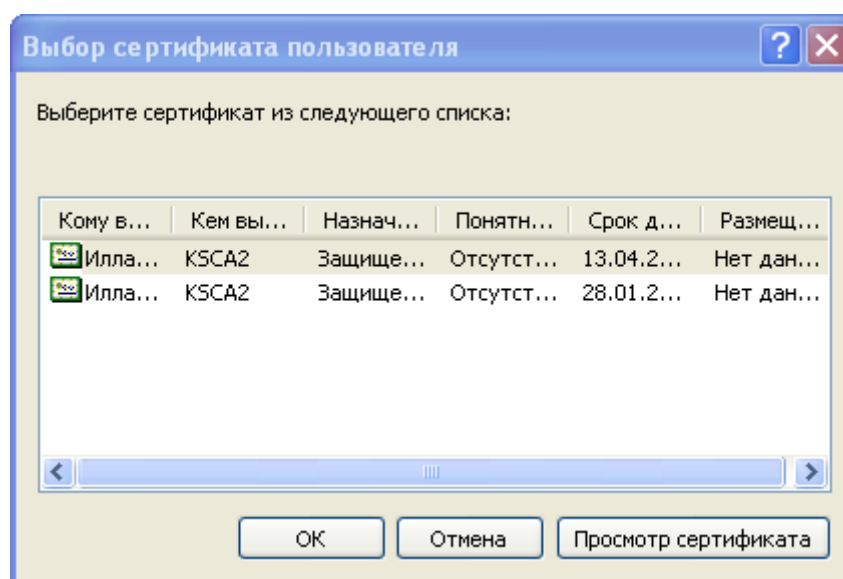 Выбор сертификата пользователя
Выберите сертификат из следующего списка:
Кому в... Кем вы... Назнач... Понятн... Срок д... Размещ...
Илла... KSCA2 Защище... Отсутст... 13.04.2... Нет дан...
Илла... KSCA2 Защище... Отсутст... 28.01.2... Нет дан...
ОК Отмена Просмотр сертификата